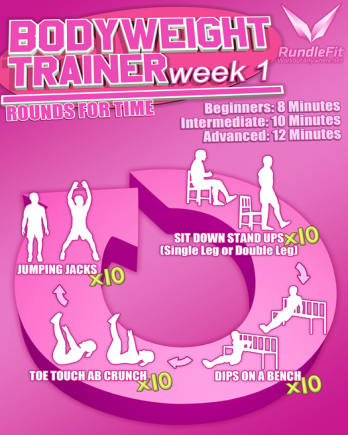 BODYWEIGHT
TRAINER week 1
RundleFit
WorkoutAnywhere.Net
ROUNDS FOR TIME
Beginners: 8 Minutes
Intermediate: 10 Minutes
Advanced: 12 Minutes
SIT DOWN STAND UPS x10
(Single Leg or Double Leg)
JUMPING JACKS x10
TOE TOUCH AB CRUNCH x10
DIPS ON A BENCH x10